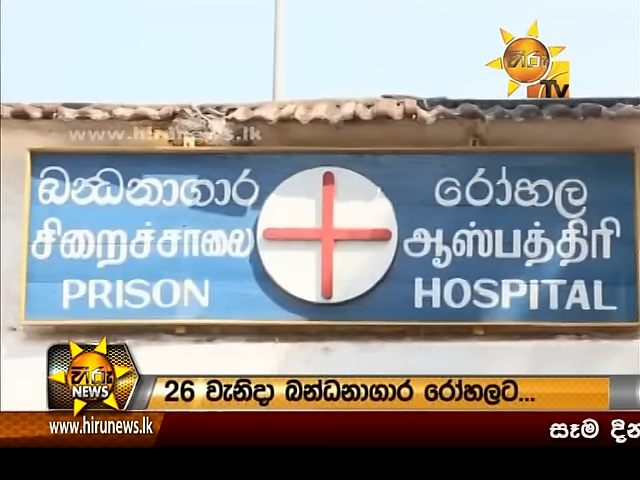 හිරු
TV
www.hirunews.lk
බන්ධනාගාර රෝහල
சிறைச்சாலை ஆஸ்பத்திரி
PRISON HOSPITAL
හිරු
NEWS
26 වැනිදා බන්ධනාගාර රෝහලට...
www.hirunews.lk
සෑම දින